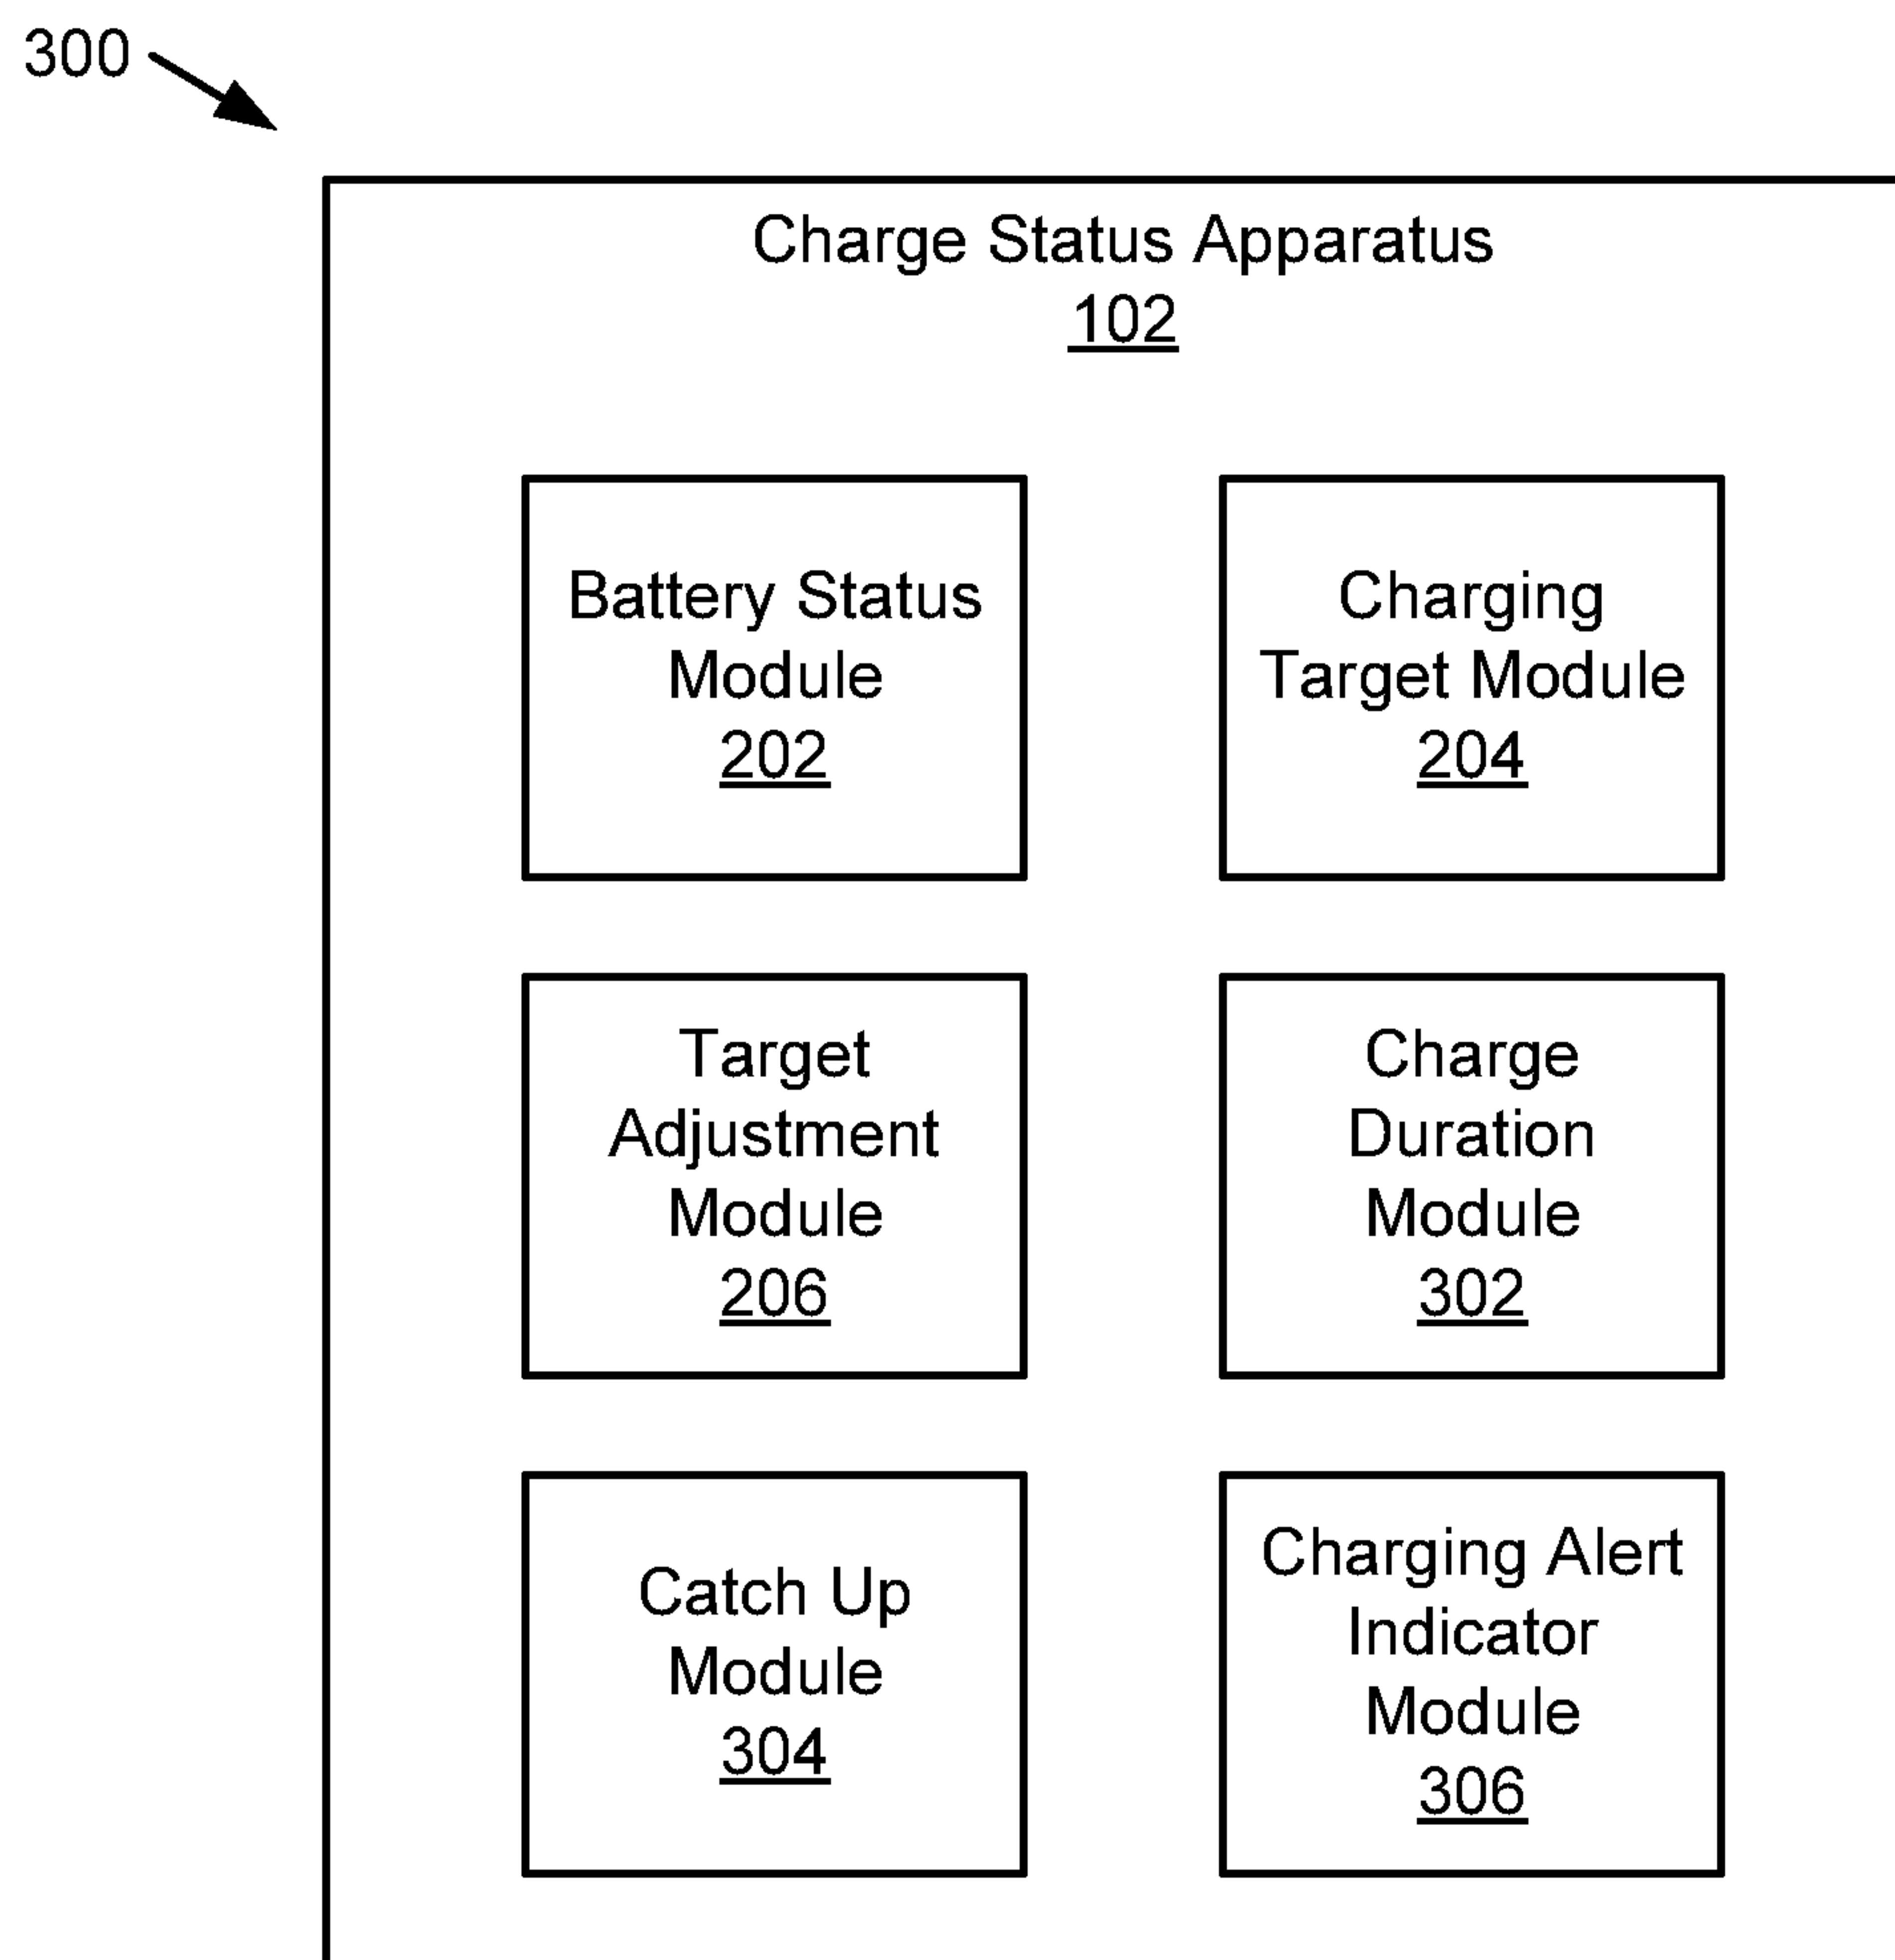 300
Charge Status Apparatus
102
Battery Status
Module
202
Charging
Target Module
204
Target
Adjustment
Module
206
Charge
Duration
Module
302
Catch Up
Module
304
Charging Alert
Indicator
Module
306